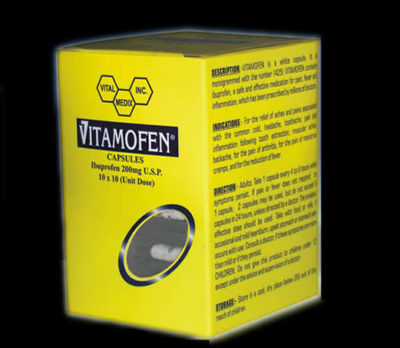 VITAL
INC.
MEDIX
VITAMOFEN®
CAPSULES
Ibuprofen 200mg U.S.P.
10 x 10 (Unit Dose)
DESCRIPTION:-VITAMOFEN is a white capsule. It is
monogrammed with the number (425) VITAMOFEN contains
ibuprofen, a safe and effective medication for pain, fever and
inflammation, which has been prescribed by millions of doctors.
INDICATIONS:- For the relief of aches and pains associated
with the common cold, headache, toothache, pain and
inflammation following tooth extraction, muscular aches,
backache, for the pain of arthritis, for the pain of menstrual
cramps, and for the reduction of fever.
DIRECTION:- Adults: Take 1 capsule every 4 to 6 hours while
symptoms persist. If pain or fever does not respond to
1 capsule, 2 capsules may be used, but do not exceed 6
capsules in 24 hours, unless directed by a doctor. The smallest
effective dose should be used. Take with food or milk, if
occasional and mild heartburn, upset stomach or stomach pain
occurs with use. Consult a doctor, if these symptoms are more
than mild or if they persist.
CHILDREN: Do not give this product to children under 12
except under the advice and supervision of a doctor.
STORAGE:- Store in a cool, dry place below 25C out of the
reach of children.